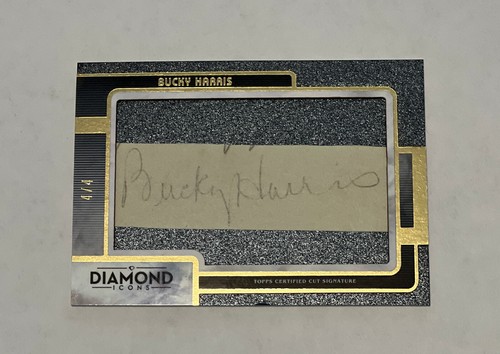 BUCKY HARRIS
Bucky Harris
4/4
DIAMOND
ICONS
TOPPS CERTIFIED CUT SIGNATURE